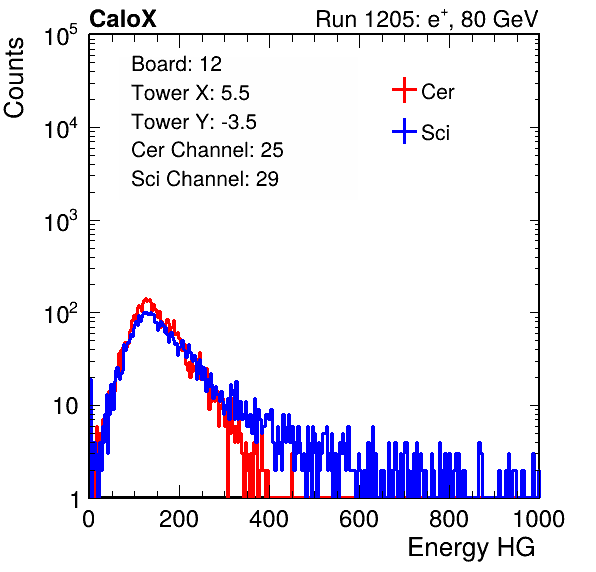 CaloX Run 1205: e⁺, 80 GeV
Counts
Board: 12
Tower X: 5.5
Tower Y: -3.5
Cer Channel: 25
Sci Channel: 29
Cer
Sci
10⁵
10⁴
10³
10²
10
1
0 200 400 600 800 1000
Energy HG